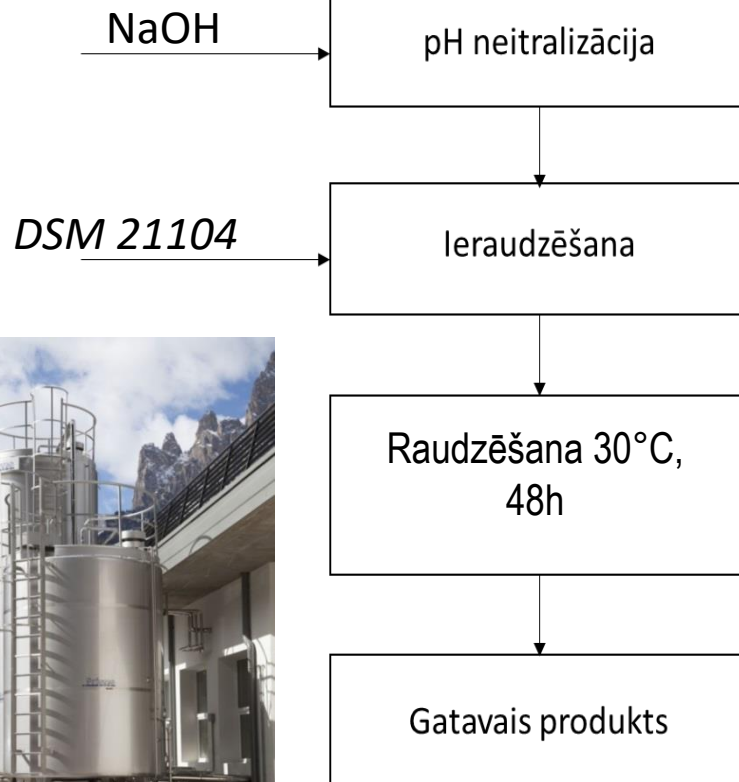 NaOH
pH neitralizācija
DSM 21104
Ieraudzēšana
Raudzēšana 30°C,
48h
Gatavais produkts